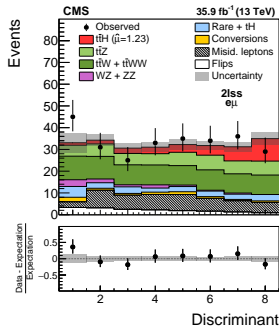 CMS 35.9 fb⁻¹ (13 TeV)
Events
90
80
70
60
50
40
30
20
10
0
Observed
tt̄H (μ̂=1.23)
tt̄Z
tt̄W + tt̄WW
WZ + ZZ
Rare + tH
Conversions
Misid. leptons
Flips
Uncertainty
2lss
eμ
Data - Expectation
Expectation
0.5
0.0
−0.5
2 4 6 8
Discriminant